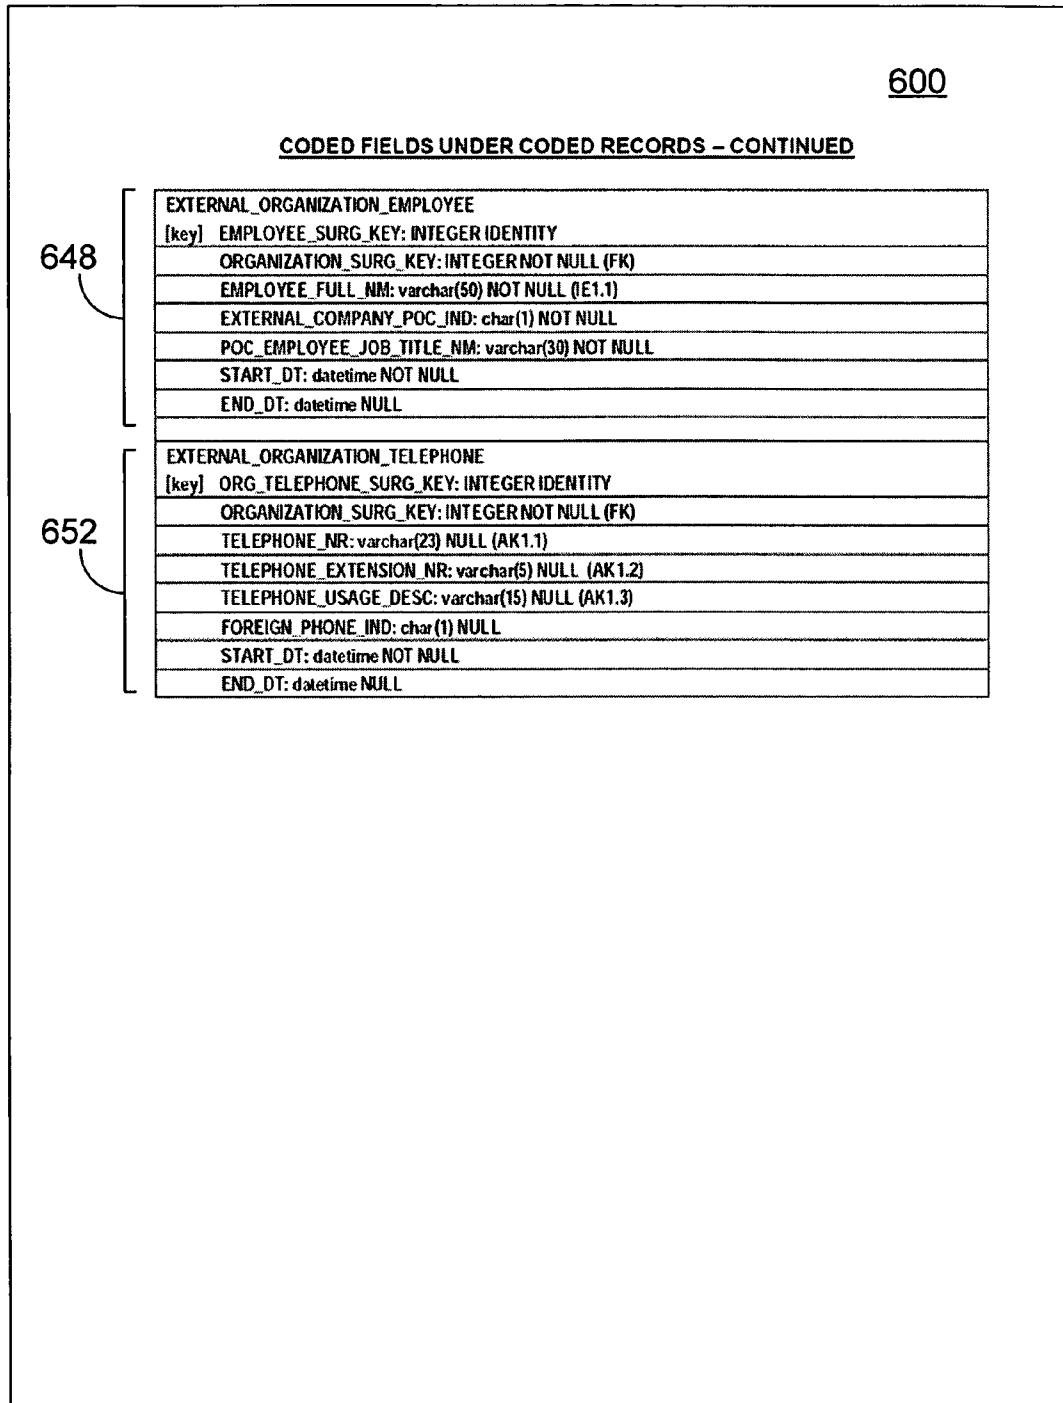 600
CODED FIELDS UNDER CODED RECORDS – CONTINUED
648
EXTERNAL_ORGANIZATION_EMPLOYEE
[key] EMPLOYEE_SURG_KEY: INTEGER IDENTITY
ORGANIZATION_SURG_KEY: INTEGER NOT NULL (FK)
EMPLOYEE_FULL_NM: varchar(50) NOT NULL (IE1.1)
EXTERNAL_COMPANY_POC_IND: char(1) NOT NULL
POC_EMPLOYEE_JOB_TITLE_NM: varchar(30) NOT NULL
START_DT: datetime NOT NULL
END_DT: datetime NULL
652
EXTERNAL_ORGANIZATION_TELEPHONE
[key] ORG_TELEPHONE_SURG_KEY: INTEGER IDENTITY
ORGANIZATION_SURG_KEY: INTEGER NOT NULL (FK)
TELEPHONE_NR: varchar(23) NULL (AK1.1)
TELEPHONE_EXTENSION_NR: varchar(5) NULL (AK1.2)
TELEPHONE_USAGE_DESC: varchar(15) NULL (AK1.3)
FOREIGN_PHONE_IND: char(1) NULL
START_DT: datetime NOT NULL
END_DT: datetime NULL